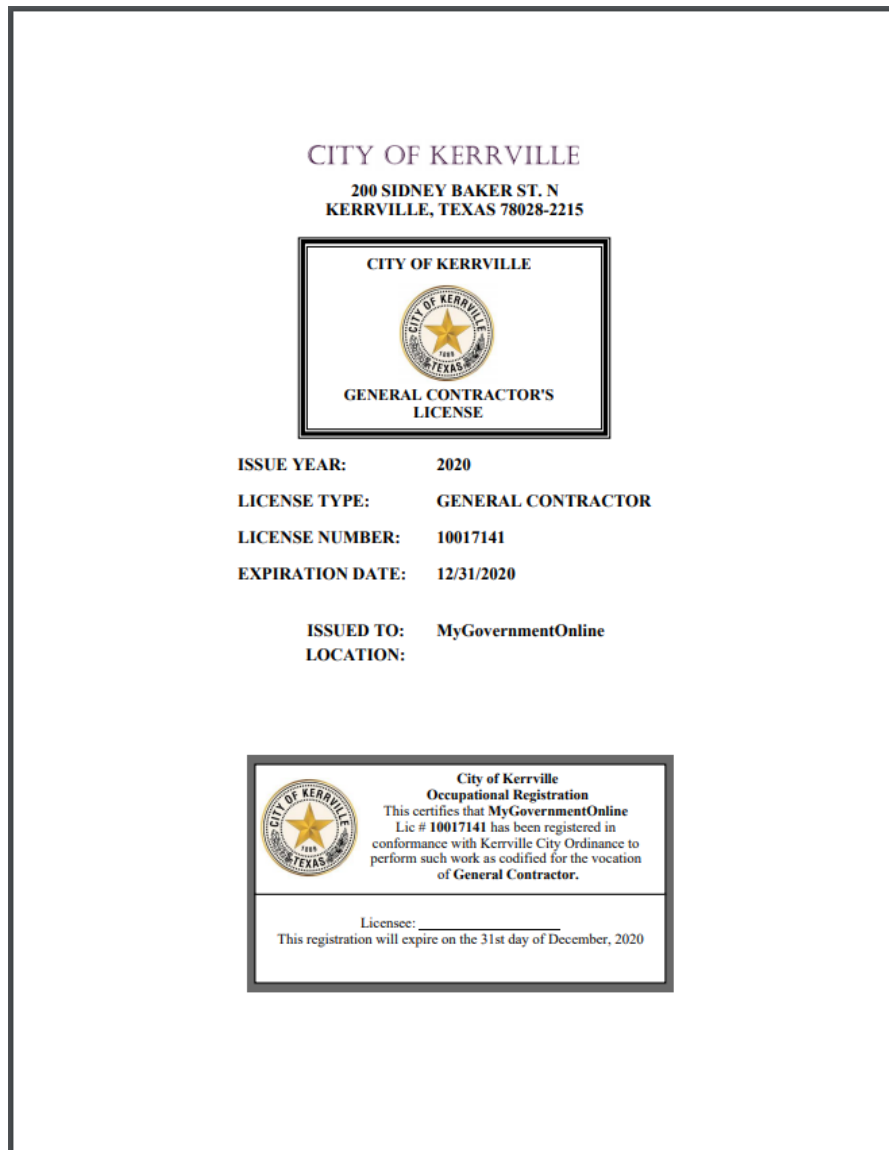 CITY OF KERRVILLE
200 SIDNEY BAKER ST. N
KERRVILLE, TEXAS 78028-2215
CITY OF KERRVILLE
CITY OF KERRVILLE
1889
TEXAS
GENERAL CONTRACTOR'S
LICENSE
ISSUE YEAR: 2020
LICENSE TYPE: GENERAL CONTRACTOR
LICENSE NUMBER: 10017141
EXPIRATION DATE: 12/31/2020
ISSUED TO: MyGovernmentOnline
LOCATION:
CITY OF KERRVILLE
1889
TEXAS
City of Kerrville
Occupational Registration
This certifies that MyGovernmentOnline
Lic # 10017141 has been registered in
conformance with Kerrville City Ordinance to
perform such work as codified for the vocation
of General Contractor.
Licensee:
This registration will expire on the 31st day of December, 2020